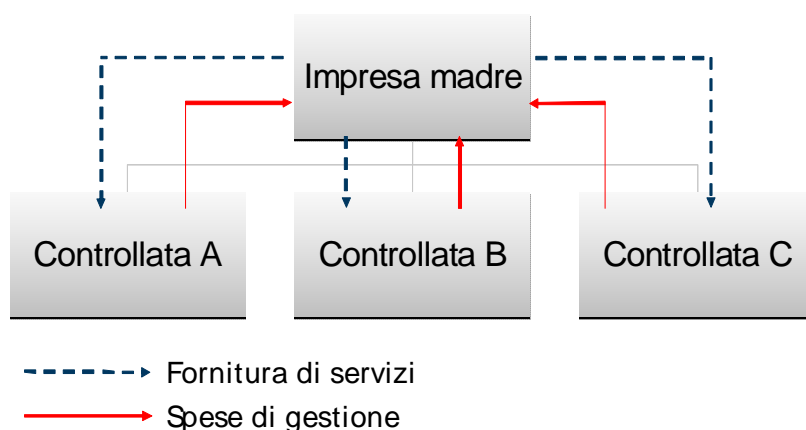 Impresa madre
Controllata A
Controllata B
Controllata C
Fornitura di servizi
Spese di gestione